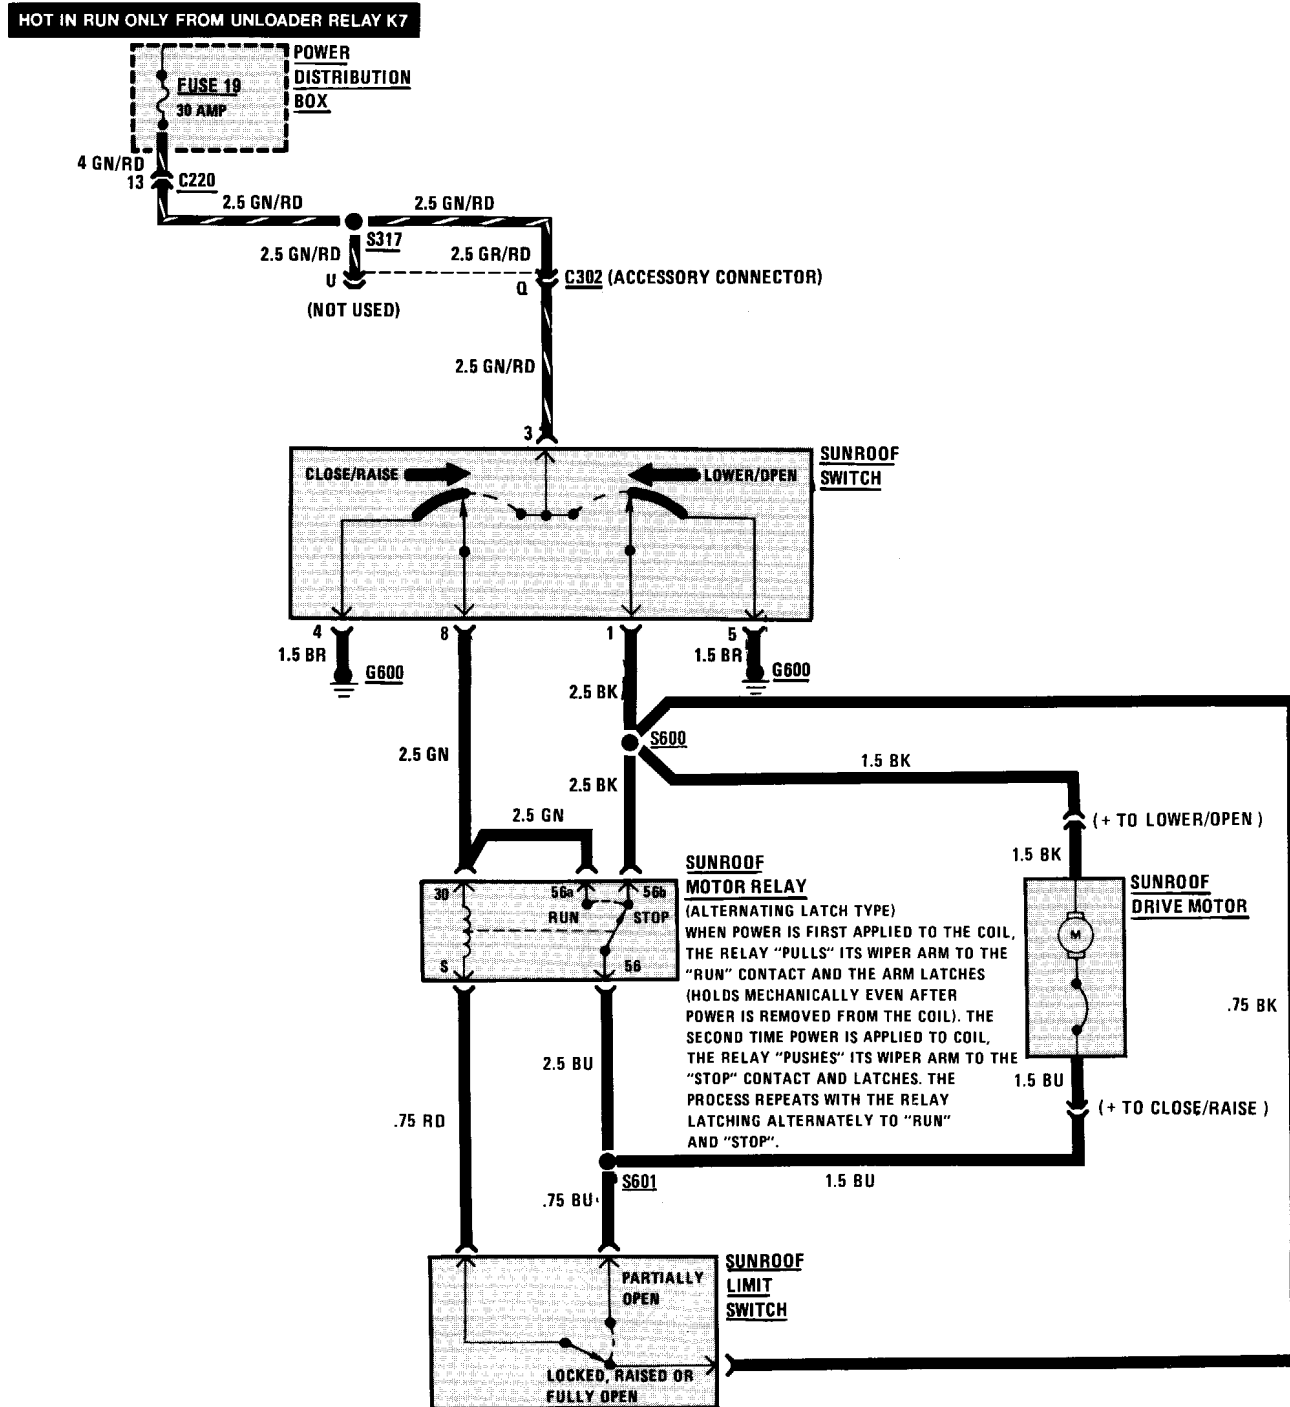 HOT IN RUN ONLY FROM UNLOADER RELAY K7
POWER
DISTRIBUTION
BOX
FUSE 19
30 AMP
4 GN/RD
13
C220
2.5 GN/RD
2.5 GN/RD
S317
2.5 GN/RD
2.5 GR/RD
U
Q
C302 (ACCESSORY CONNECTOR)
(NOT USED)
2.5 GN/RD
3
SUNROOF
SWITCH
CLOSE/RAISE
LOWER/OPEN
4
8
1
5
1.5 BR
G600
1.5 BR
G600
2.5 BK
S600
2.5 GN
1.5 BK
2.5 BK
2.5 GN
(+ TO LOWER/OPEN )
1.5 BK
30
56a
56b
RUN
STOP
S
56
SUNROOF
MOTOR RELAY
(ALTERNATING LATCH TYPE)
WHEN POWER IS FIRST APPLIED TO THE COIL,
THE RELAY "PULLS" ITS WIPER ARM TO THE
"RUN" CONTACT AND THE ARM LATCHES
(HOLDS MECHANICALLY EVEN AFTER
POWER IS REMOVED FROM THE COIL). THE
SECOND TIME POWER IS APPLIED TO COIL,
THE RELAY "PUSHES" ITS WIPER ARM TO THE
"STOP" CONTACT AND LATCHES. THE
PROCESS REPEATS WITH THE RELAY
LATCHING ALTERNATELY TO "RUN"
AND "STOP".
SUNROOF
DRIVE MOTOR
M
.75 BK
2.5 BU
1.5 BU
(+ TO CLOSE/RAISE )
.75 RD
S601
1.5 BU
.75 BU
SUNROOF
LIMIT
SWITCH
PARTIALLY
OPEN
LOCKED, RAISED OR
FULLY OPEN